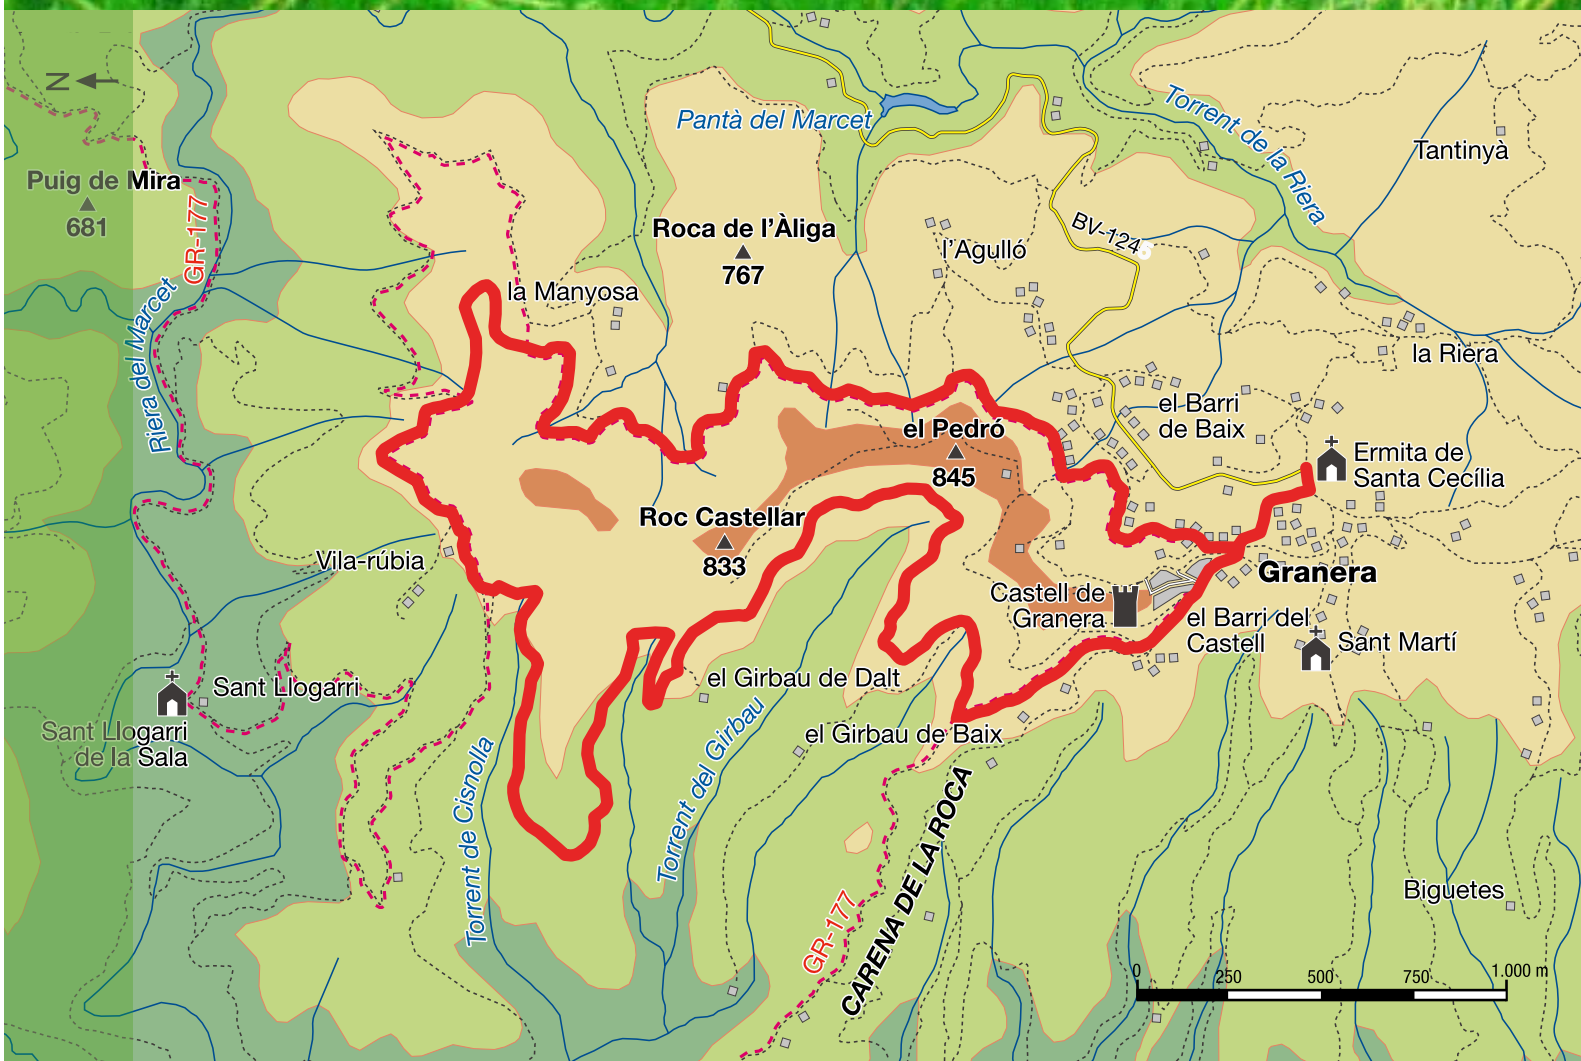 N
Pantà del Marcet
Torrent de la Riera
Tantinyà
Puig de Mira
681
GR-177
Roca de l'Àliga
767
l'Agulló
BV-1245
la Manyosa
Riera del Marcet
la Riera
el Barri
de Baix
el Pedró
845
Ermita de
Santa Cecília
Roc Castellar
833
Vila-rúbia
Granera
Castell de
Granera
el Barri del
Castell
Sant Martí
Sant Llogarri
el Girbau de Dalt
Sant Llogarri
de la Sala
el Girbau de Baix
Torrent de Cisnolla
Torrent del Girbau
CARENA DE LA ROCA
GR-177
Biguetes
0 250 500 750 1.000 m